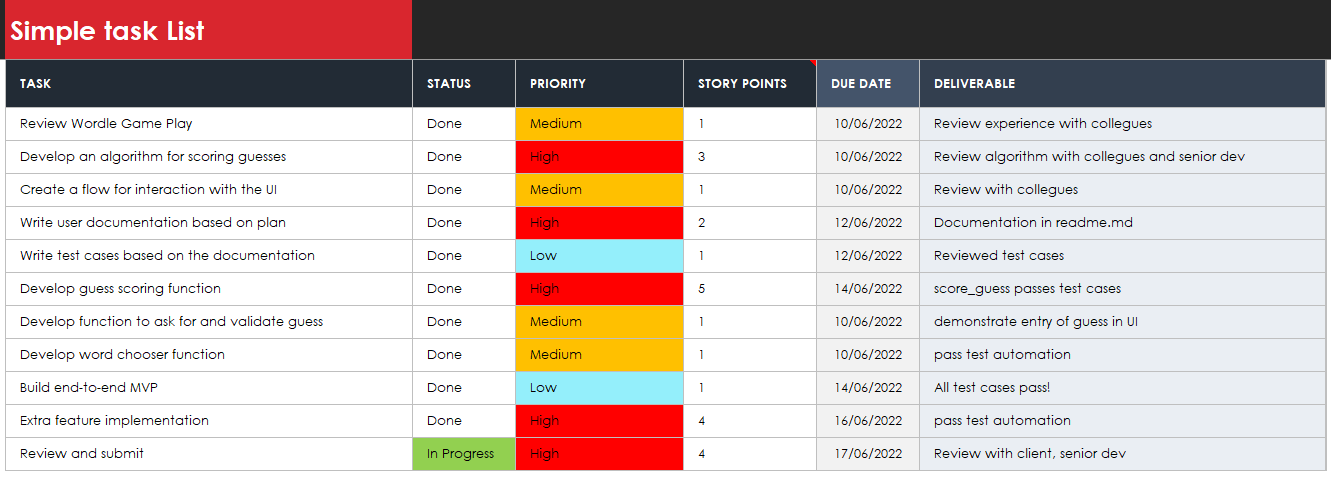 Simple task List
TASK STATUS PRIORITY STORY POINTS DUE DATE DELIVERABLE
Review Wordle Game Play Done Medium 1 10/06/2022 Review experience with collegues
Develop an algorithm for scoring guesses Done High 3 10/06/2022 Review algorithm with collegues and senior dev
Create a flow for interaction with the UI Done Medium 1 10/06/2022 Review with collegues
Write user documentation based on plan Done High 2 12/06/2022 Documentation in readme.md
Write test cases based on the documentation Done Low 1 12/06/2022 Reviewed test cases
Develop guess scoring function Done High 5 14/06/2022 score_guess passes test cases
Develop function to ask for and validate guess Done Medium 1 10/06/2022 demonstrate entry of guess in UI
Develop word chooser function Done Medium 1 10/06/2022 pass test automation
Build end-to-end MVP Done Low 1 14/06/2022 All test cases pass!
Extra feature implementation Done High 4 16/06/2022 pass test automation
Review and submit In Progress High 4 17/06/2022 Review with client, senior dev